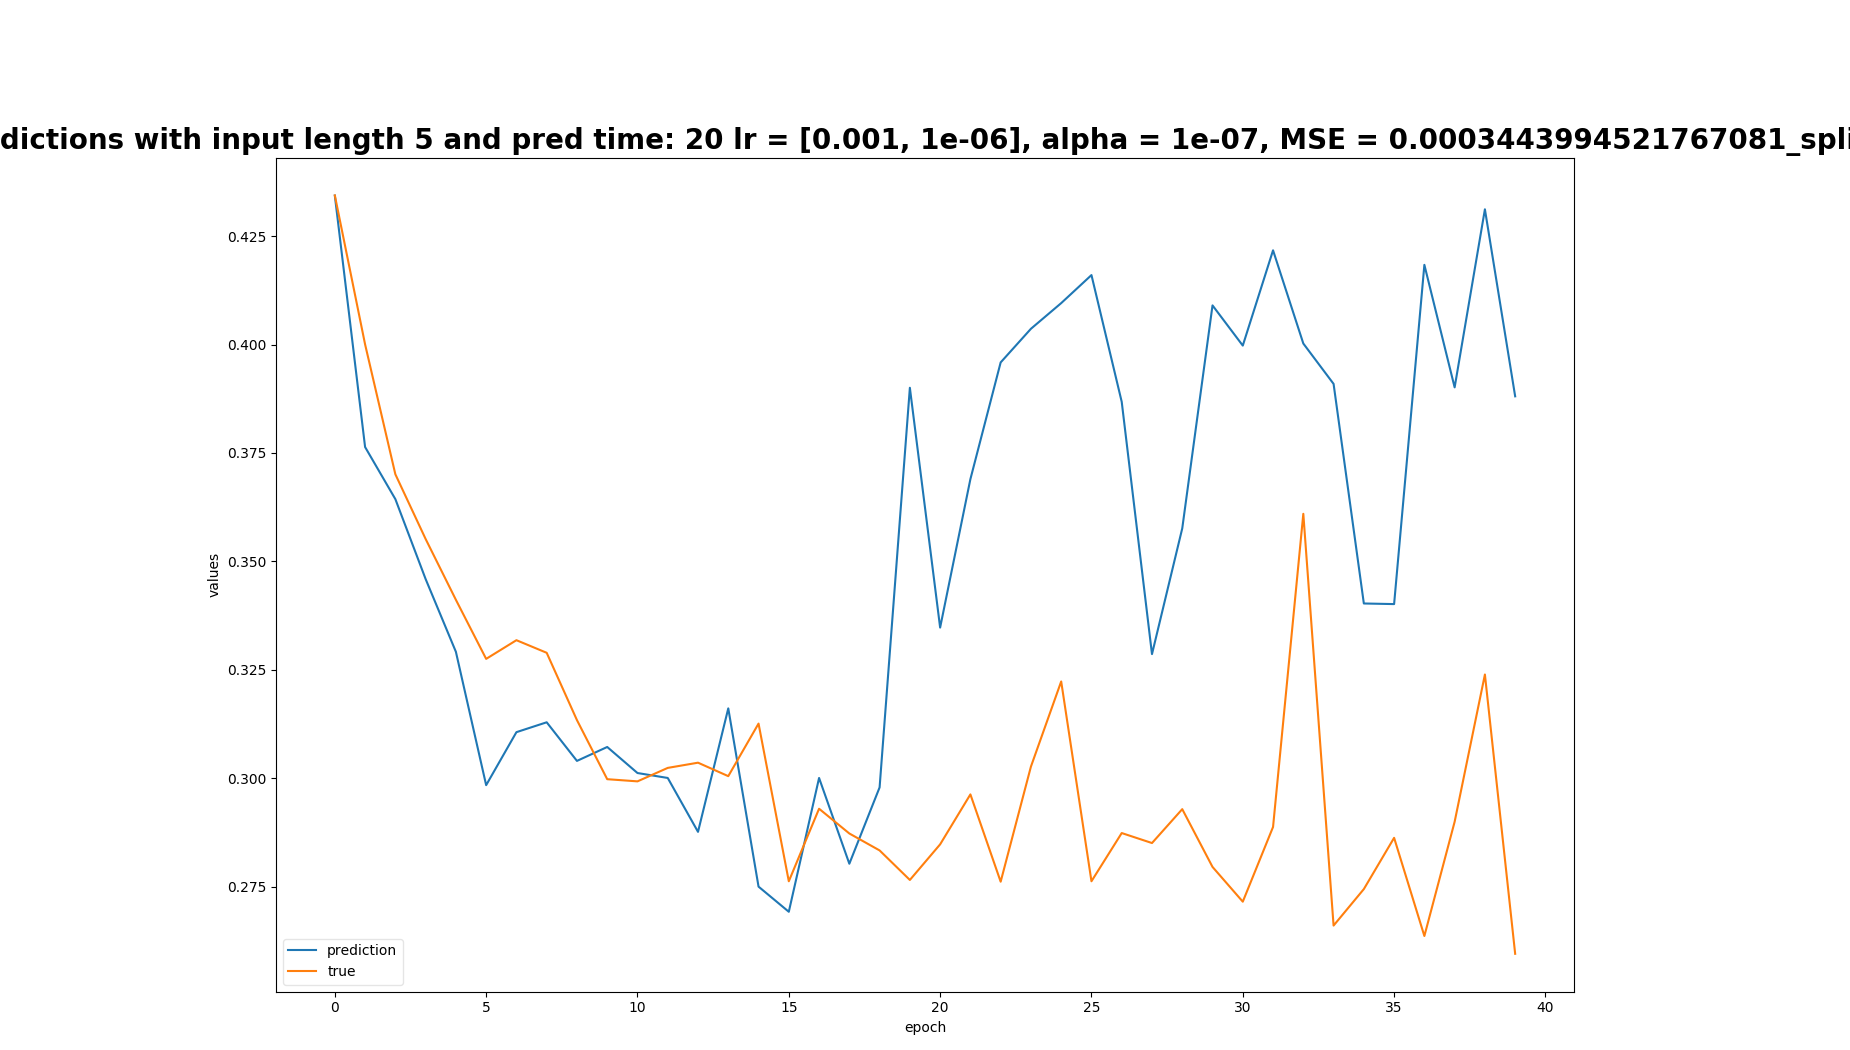 dictions with input length 5 and pred time: 20 lr = [0.001, 1e-06], alpha = 1e-07, MSE = 0.0003443994521767081_spli
0.425
0.400
0.375
0.350
0.325
0.300
0.275
values
prediction
true
0 5 10 15 20 25 30 35 40
epoch